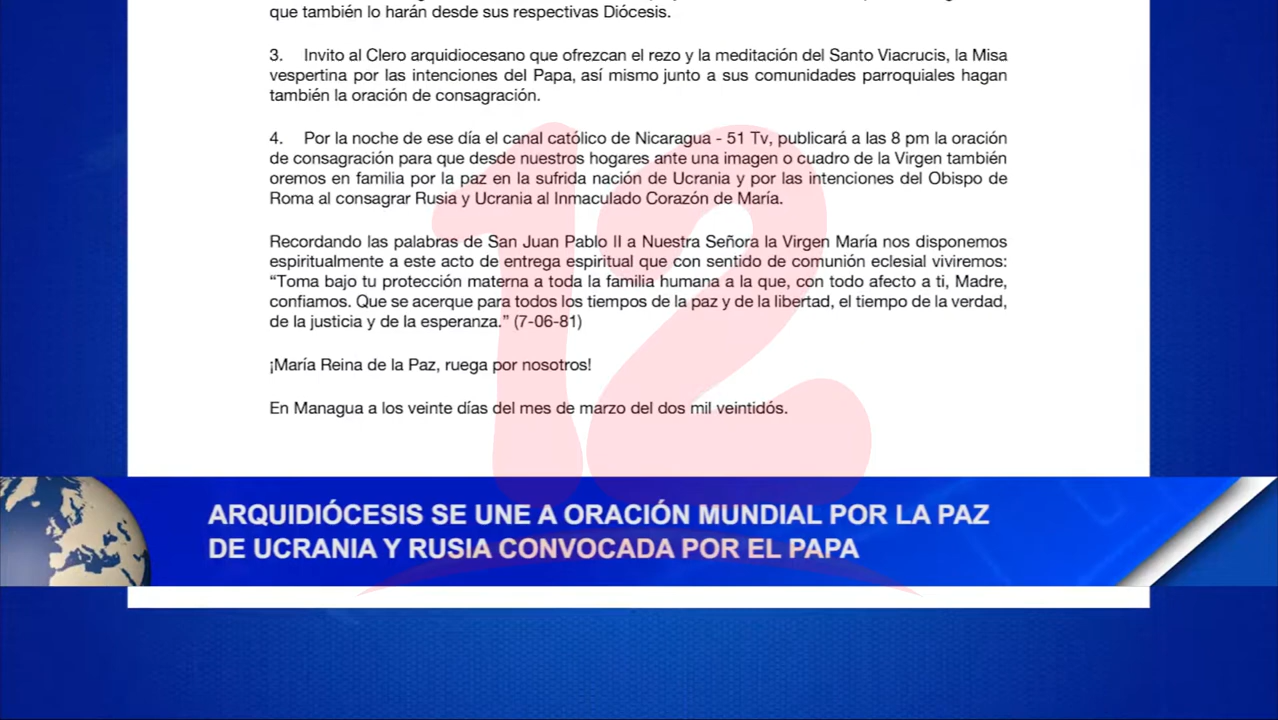 que también lo harán desde sus respectivas Diócesis.
3. Invito al Clero arquidiocesano que ofrezcan el rezo y la meditación del Santo Viacrucis, la Misa
vespertina por las intenciones del Papa, así mismo junto a sus comunidades parroquiales hagan
también la oración de consagración.
4. Por la noche de ese día el canal católico de Nicaragua - 51 Tv, publicará a las 8 pm la oración
de consagración para que desde nuestros hogares ante una imagen o cuadro de la Virgen también
oremos en familia por la paz en la sufrida nación de Ucrania y por las intenciones del Obispo de
Roma al consagrar Rusia y Ucrania al Inmaculado Corazón de María.
Recordando las palabras de San Juan Pablo II a Nuestra Señora la Virgen María nos disponemos
espiritualmente a este acto de entrega espiritual que con sentido de comunión eclesial viviremos:
“Toma bajo tu protección materna a toda la familia humana a la que, con todo afecto a ti, Madre,
confiamos. Que se acerque para todos los tiempos de la paz y de la libertad, el tiempo de la verdad,
de la justicia y de la esperanza.” (7-06-81)
¡María Reina de la Paz, ruega por nosotros!
En Managua a los veinte días del mes de marzo del dos mil veintidós.
12
ARQUIDIÓCESIS SE UNE A ORACIÓN MUNDIAL POR LA PAZ
DE UCRANIA Y RUSIA CONVOCADA POR EL PAPA